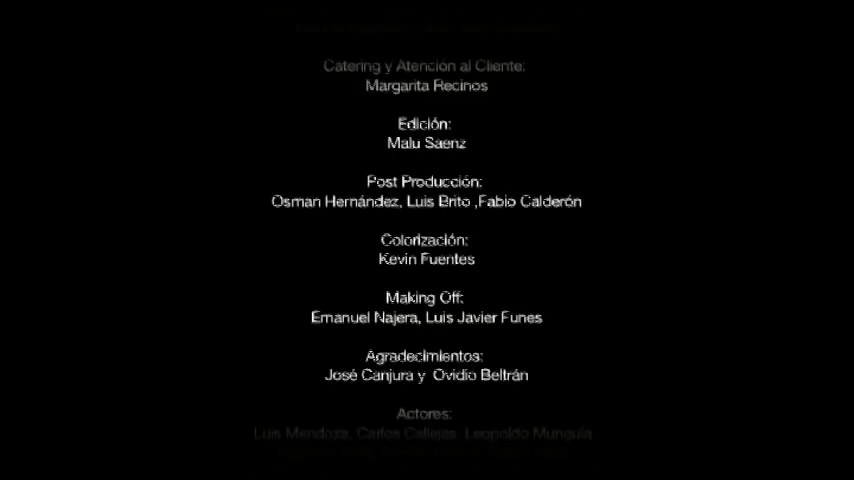 Catering y Atención al Cliente:
Margarita Recinos
Edición:
Malu Saenz
Post Producción:
Osman Hernández, Luis Brito ,Fabio Calderón
Colorización:
Kevin Fuentes
Making Off:
Emanuel Najera, Luis Javier Funes
Agradecimientos:
José Canjura y Ovidio Beltrán
Actores:
Luis Mendoza, Carlos Callejas, Leopoldo Munguía